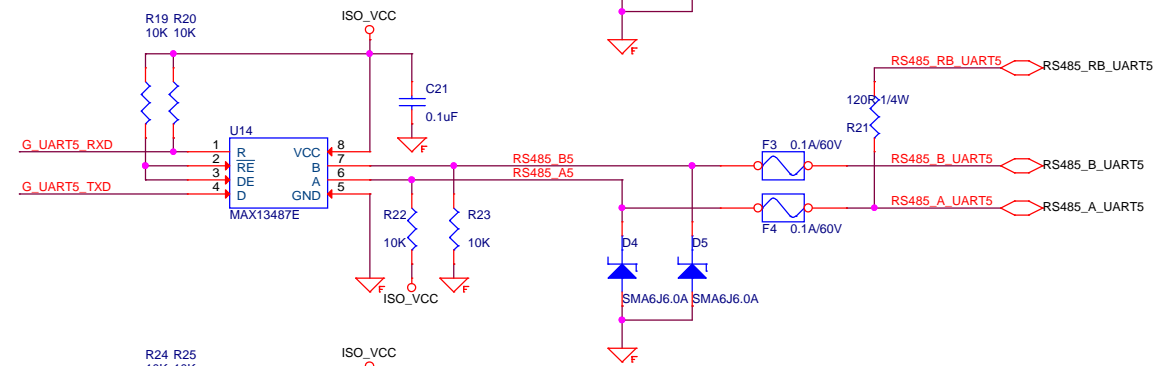 R19 R20
10K 10K
ISO_VCC
F
C21
0.1uF
F
RS485_RB_UART5
RS485_RB_UART5
120R 1/4W
R21
U14
G_UART5_RXD
1
R
VCC
8
2
RE
B
7
RS485_B5
3
DE
A
6
RS485_A5
G_UART5_TXD
4
D
GND
5
MAX13487E
F3 0.1A/60V
RS485_B_UART5
RS485_B_UART5
RS485_A_UART5
RS485_A_UART5
F4 0.1A/60V
R22
10K
R23
10K
F
ISO_VCC
F
D4
D5
SMA6J6.0A
SMA6J6.0A
F
R24 R25
ISO_VCC